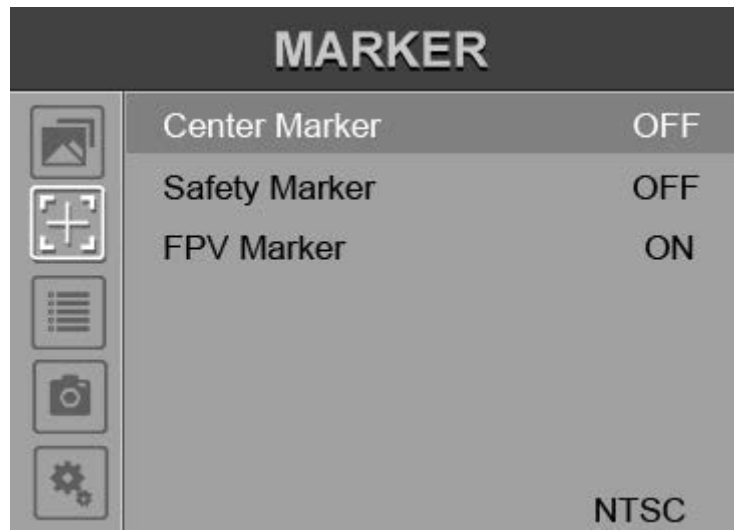 MARKER
Center Marker OFF
Safety Marker OFF
FPV Marker ON
NTSC